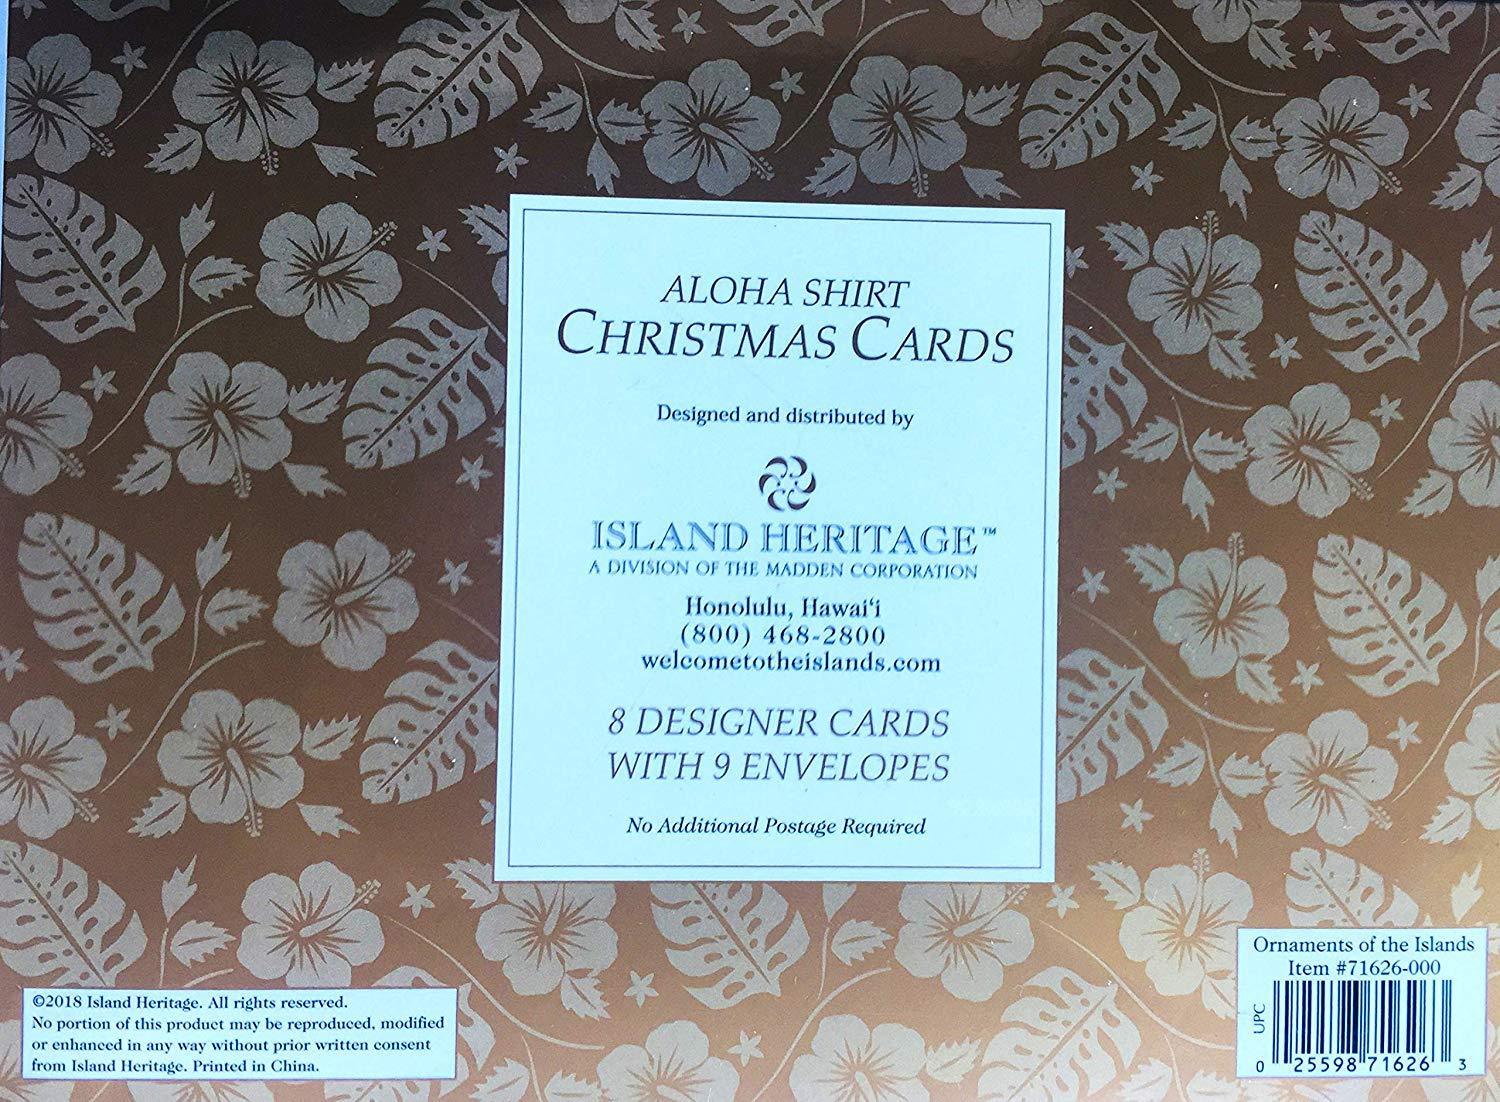 ALOHA SHIRT
CHRISTMAS CARDS
Designed and distributed by
ISLAND HERITAGE™
A DIVISION OF THE MADDEN CORPORATION
Honolulu, Hawai‘i
(800) 468-2800
welcometotheislands.com
8 DESIGNER CARDS
WITH 9 ENVELOPES
No Additional Postage Required
©2018 Island Heritage. All rights reserved.
No portion of this product may be reproduced, modified
or enhanced in any way without prior written consent
from Island Heritage. Printed in China.
Ornaments of the Islands
Item #71626-000
UPC
0 25598 71626 3